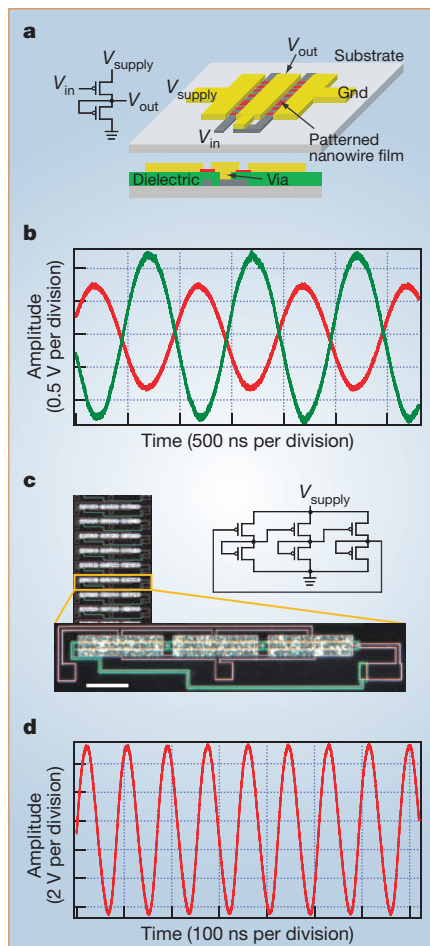 a
V_supply
V_in
V_out
V_out
Substrate
V_supply
Gnd
V_in
Patterned
nanowire film
Dielectric
Via
b
Amplitude
(0.5 V per division)
Time (500 ns per division)
c
V_supply
d
Amplitude
(2 V per division)
Time (100 ns per division)